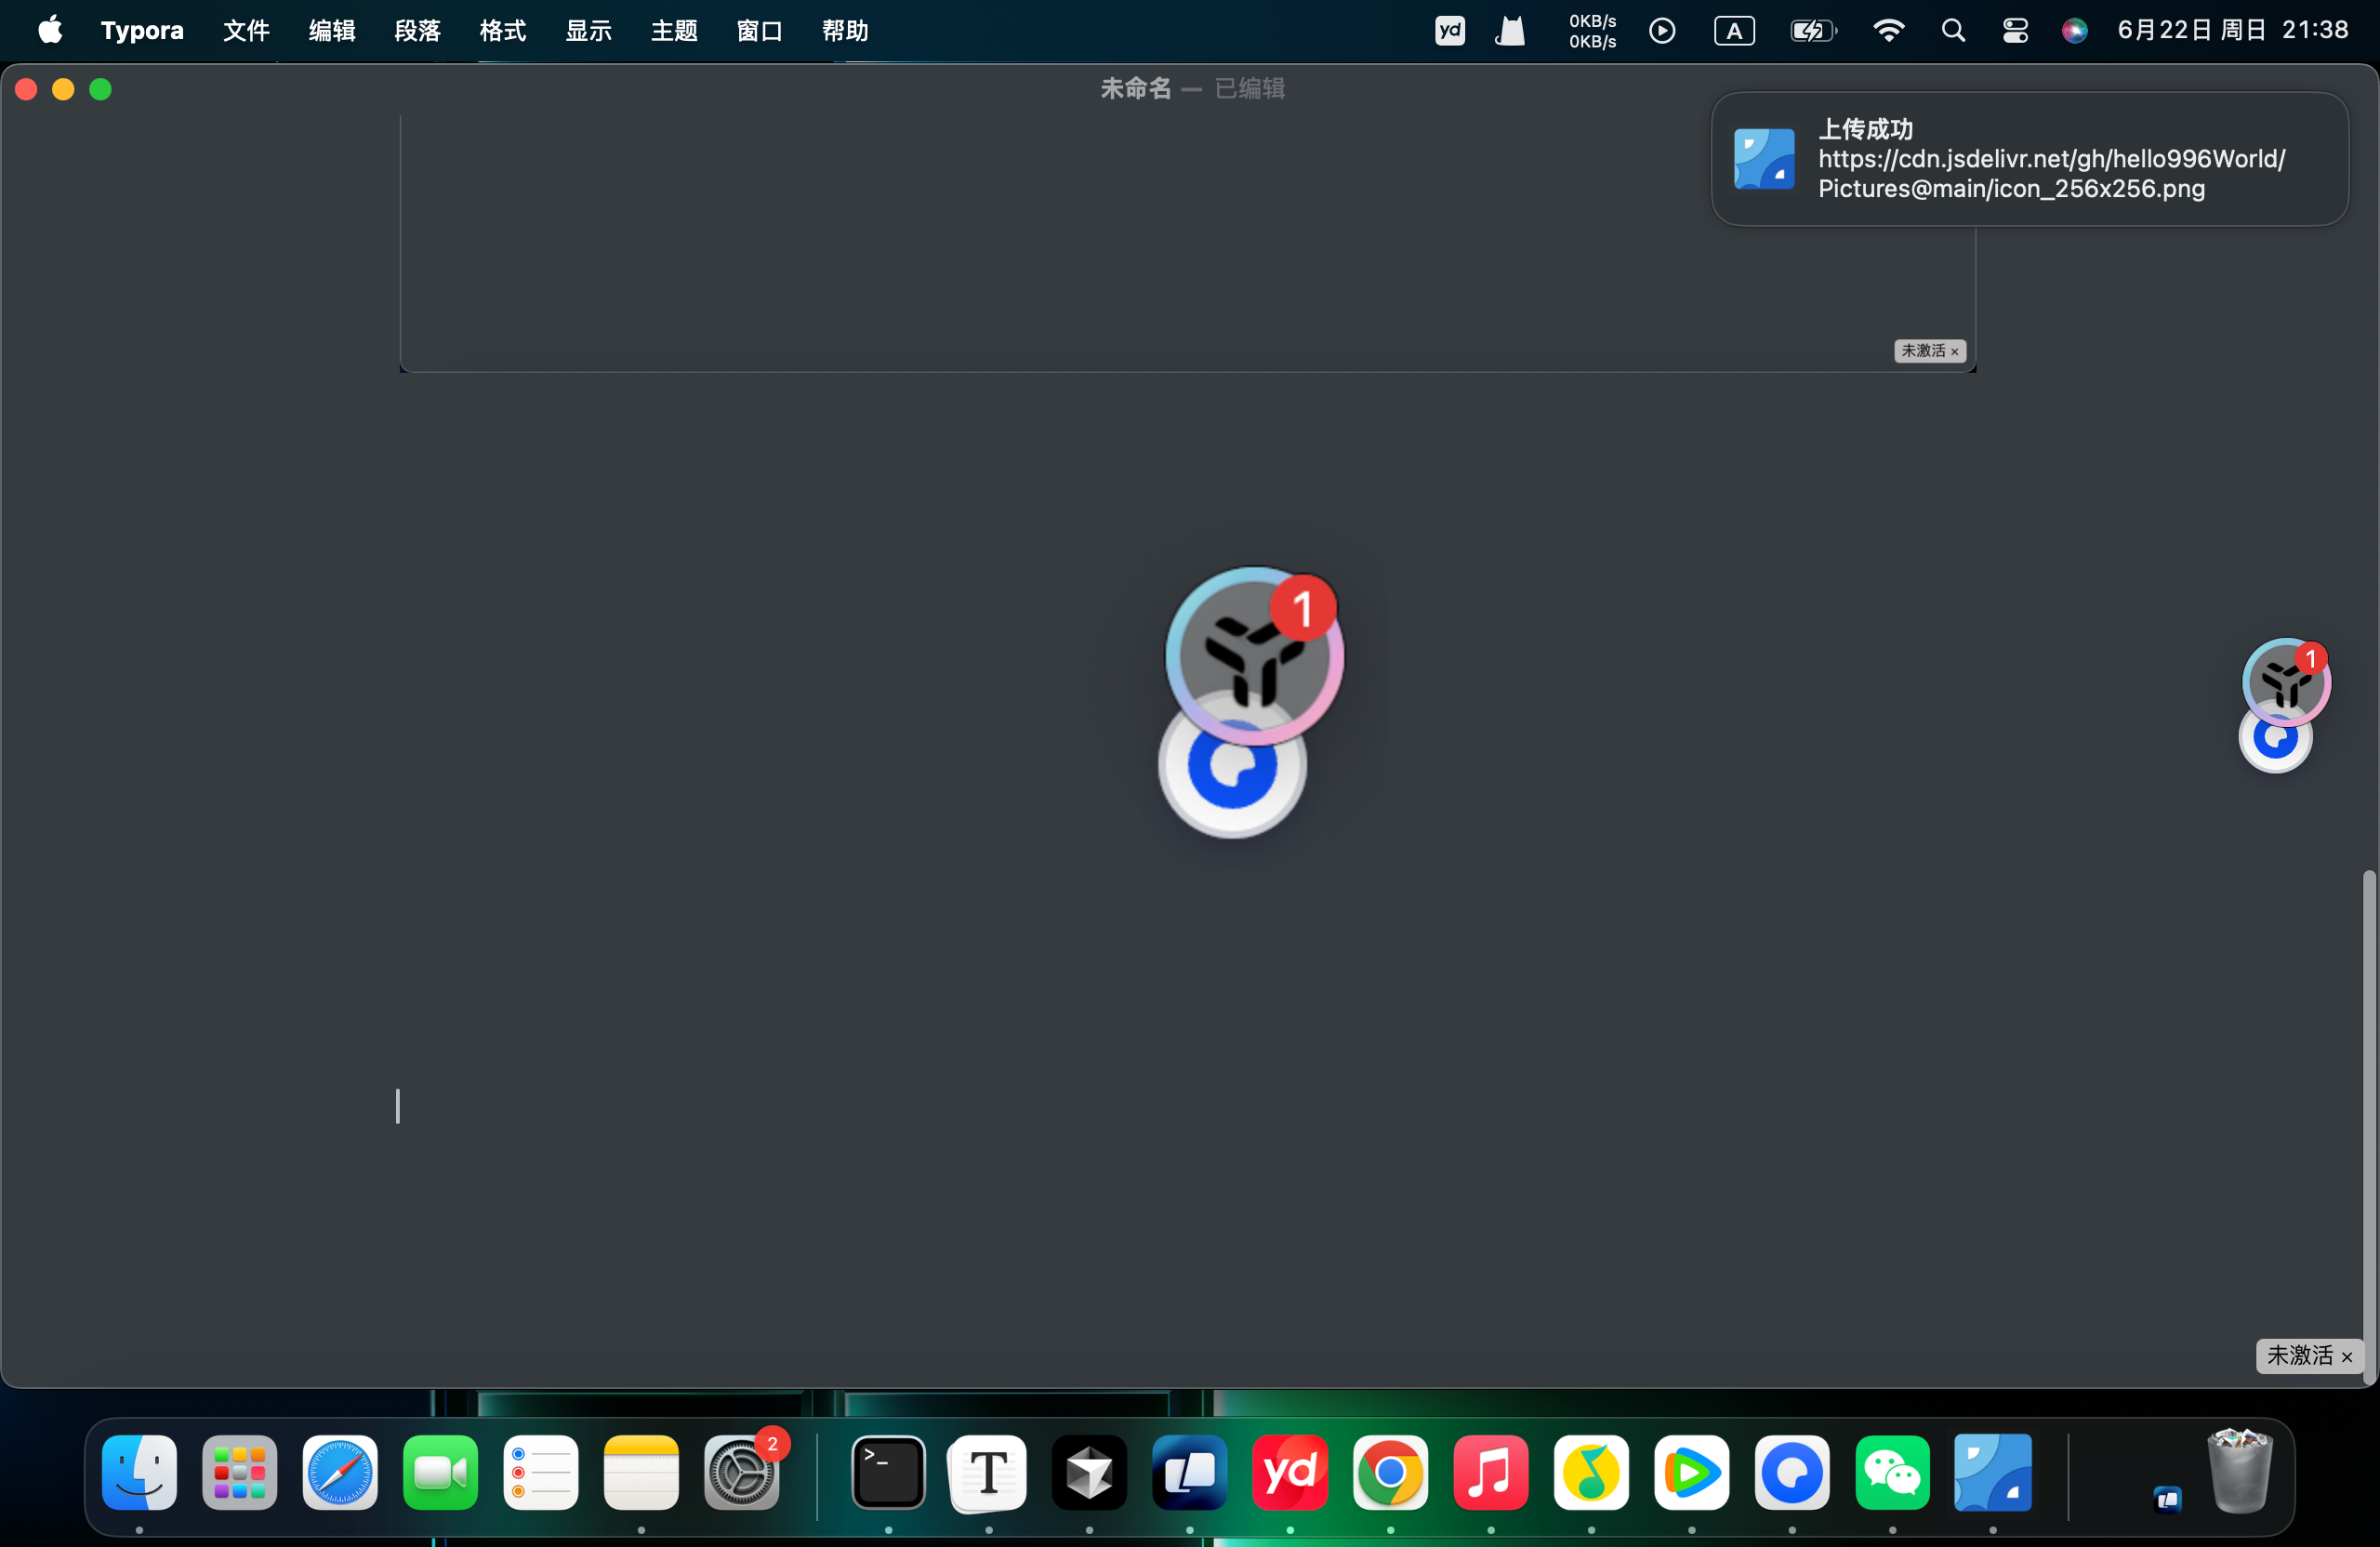 Typora 文件 编辑 段落 格式 显示 主题 窗口 帮助 yd 0KB/s A 6月22日 周日 21:38
0KB/s
未命名 — 已编辑
上传成功
https://cdn.jsdelivr.net/gh/hello996World/
Pictures@main/icon_256x256.png
未激活 ×
1
1
未激活 ×
2
>_
T
yd